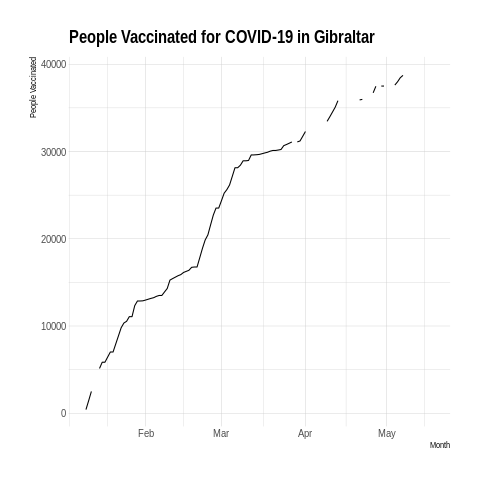 People Vaccinated for COVID-19 in Gibraltar
People Vaccinated
40000
30000
20000
10000
0
Feb Mar Apr May
Month